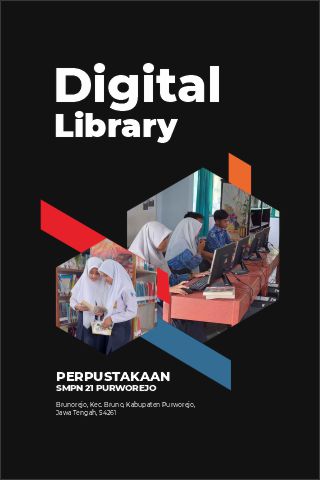 Digital
Library
PERPUSTAKAAN
SMPN 21 PURWOREJO
Brunorejo, Kec. Bruno, Kabupaten Purworejo,
Jawa Tengah, 54261